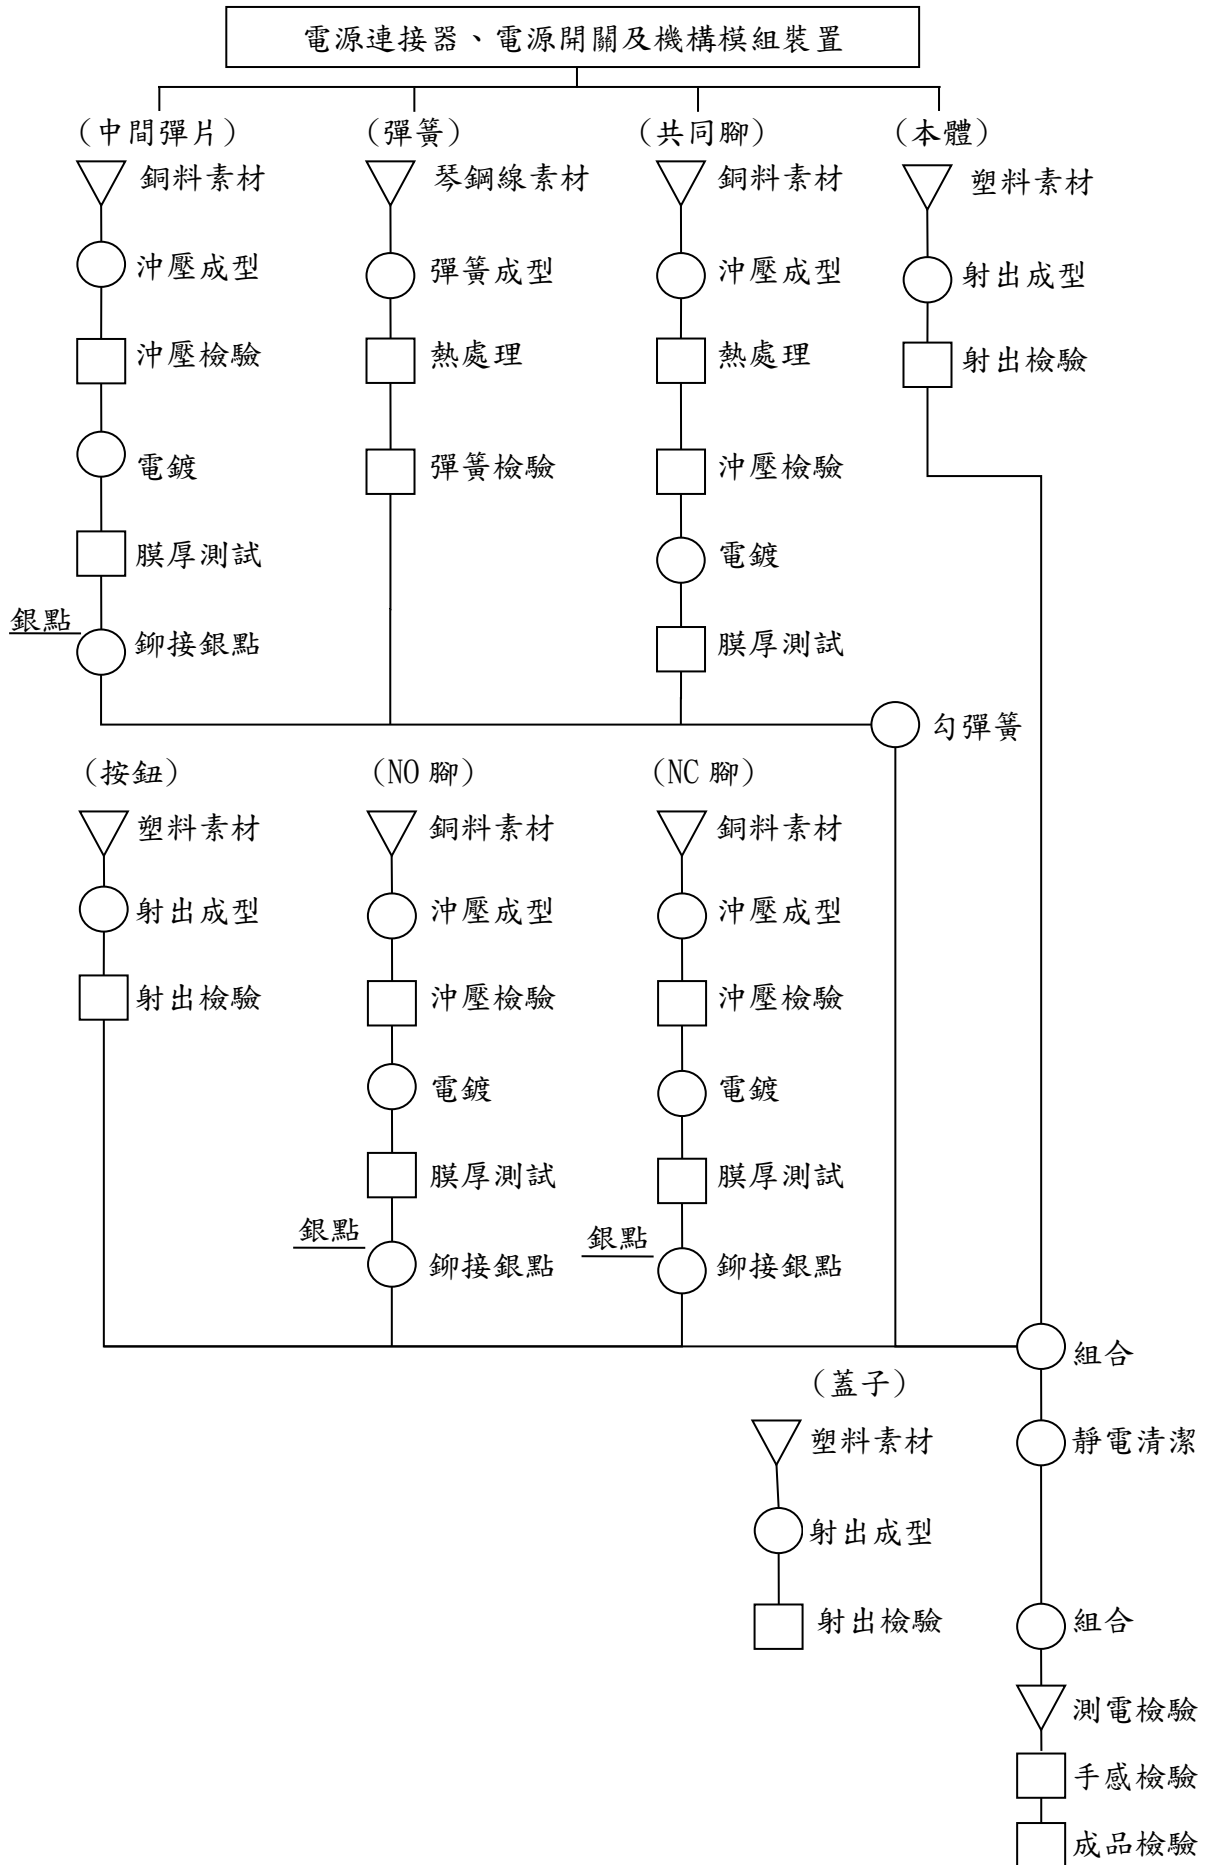 電源連接器、電源開關及機構模組裝置
(中間彈片)
(彈簧)
(共同腳)
(本體)
銅料素材
琴鋼線素材
銅料素材
塑料素材
沖壓成型
彈簧成型
沖壓成型
射出成型
沖壓檢驗
熱處理
熱處理
射出檢驗
電鍍
彈簧檢驗
沖壓檢驗
膜厚測試
電鍍
銀點
鉚接銀點
膜厚測試
勾彈簧
(按鈕)
(NO 腳)
(NC 腳)
塑料素材
銅料素材
銅料素材
射出成型
沖壓成型
沖壓成型
射出檢驗
沖壓檢驗
沖壓檢驗
電鍍
電鍍
膜厚測試
膜厚測試
銀點
鉚接銀點
銀點
鉚接銀點
組合
(蓋子)
塑料素材
靜電清潔
射出成型
射出檢驗
組合
測電檢驗
手感檢驗
成品檢驗